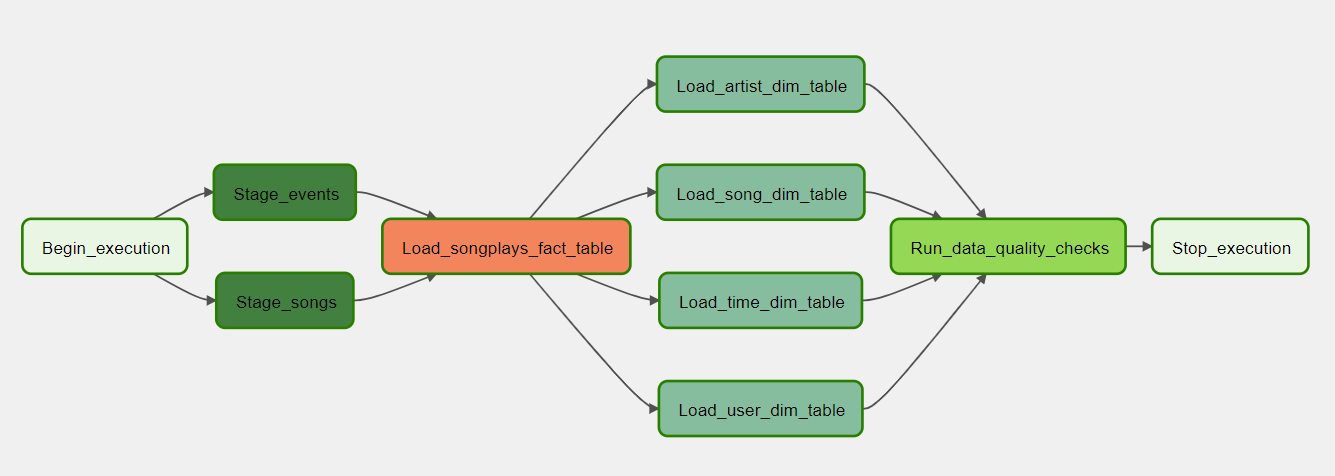 Begin_execution
Stage_events
Stage_songs
Load_songplays_fact_table
Load_artist_dim_table
Load_song_dim_table
Load_time_dim_table
Load_user_dim_table
Run_data_quality_checks
Stop_execution